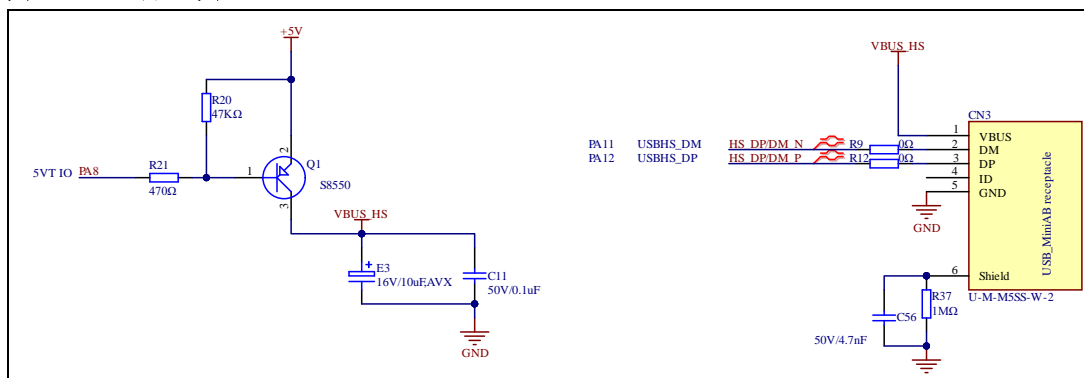 +5V
R20
47KΩ
R21
470Ω
5VT IO PA8
1
2
3
Q1
S8550
VBUS_HS
E3
+
16V/10uF,AVX
C11
50V/0.1uF
GND
VBUS_HS
CN3
PA11 USBHS_DM HS_DP/DM_N R9 0Ω
PA12 USBHS_DP HS_DP/DM_P R12 0Ω
1 VBUS
2 DM
3 DP
4 ID
5 GND
GND
USB_MiniAB receptacle
6 Shield
U-M-M5SS-W-2
R37
1MΩ
C56
50V/4.7nF